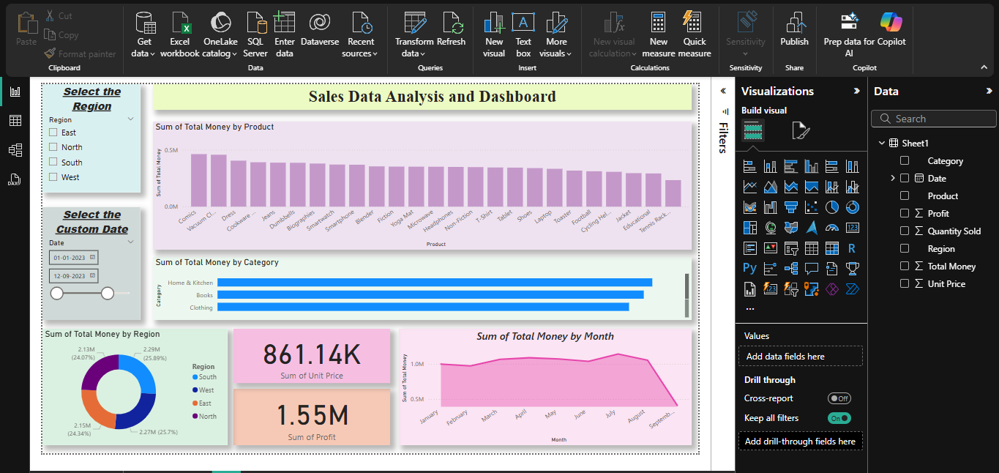 Paste
Cut
Copy
Format painter
Clipboard
Get data
Excel workbook
OneLake catalog
SQL Server
Enter data
Dataverse
Recent sources
Data
Transform data
Refresh
Queries
New visual
Text box
More visuals
Insert
New visual calculation
New measure
Quick measure
Calculations
Sensitivity
Sensitivity
Publish
Share
Prep data for AI
Copilot
Copilot
DAX
Select the
Region
Region
East
North
South
West
Select the
Custom Date
Date
01-01-2023
12-09-2023
Sales Data Analysis and Dashboard
Sum of Total Money by Product
Sum of Total Money
0.5M
0.0M
Comics
Vacuum Cl...
Dress
Cookware ...
Jeans
Dumbbells
Biographies
Smartwatch
Smartphone
Blender
Fiction
Yoga Mat
Microwave
Headphones
Non-Fiction
T-Shirt
Tablet
Shoes
Laptop
Toaster
Football
Cycling Hel...
Jacket
Educational
Tennis Rack...
Product
Sum of Total Money by Category
Category
Home & Kitchen
Books
Clothing
Sum of Total Money by Region
2.13M
(24.07%)
2.29M
(25.89%)
2.15M
(24.34%)
2.27M (25.7%)
Region
South
West
East
North
861.14K
Sum of Unit Price
1.55M
Sum of Profit
Sum of Total Money by Month
Sum of Total Money
1.0M
0.5M
January
February
March
April
May
June
July
August
Septemb...
Month
Filters
Visualizations
Build visual
123
R
Py
123
...
Values
Add data fields here
Drill through
Cross-report
Off
Keep all filters
On
Add drill-through fields here
Data
Search
Sheet1
Category
Date
Product
Profit
Quantity Sold
Region
Total Money
Unit Price